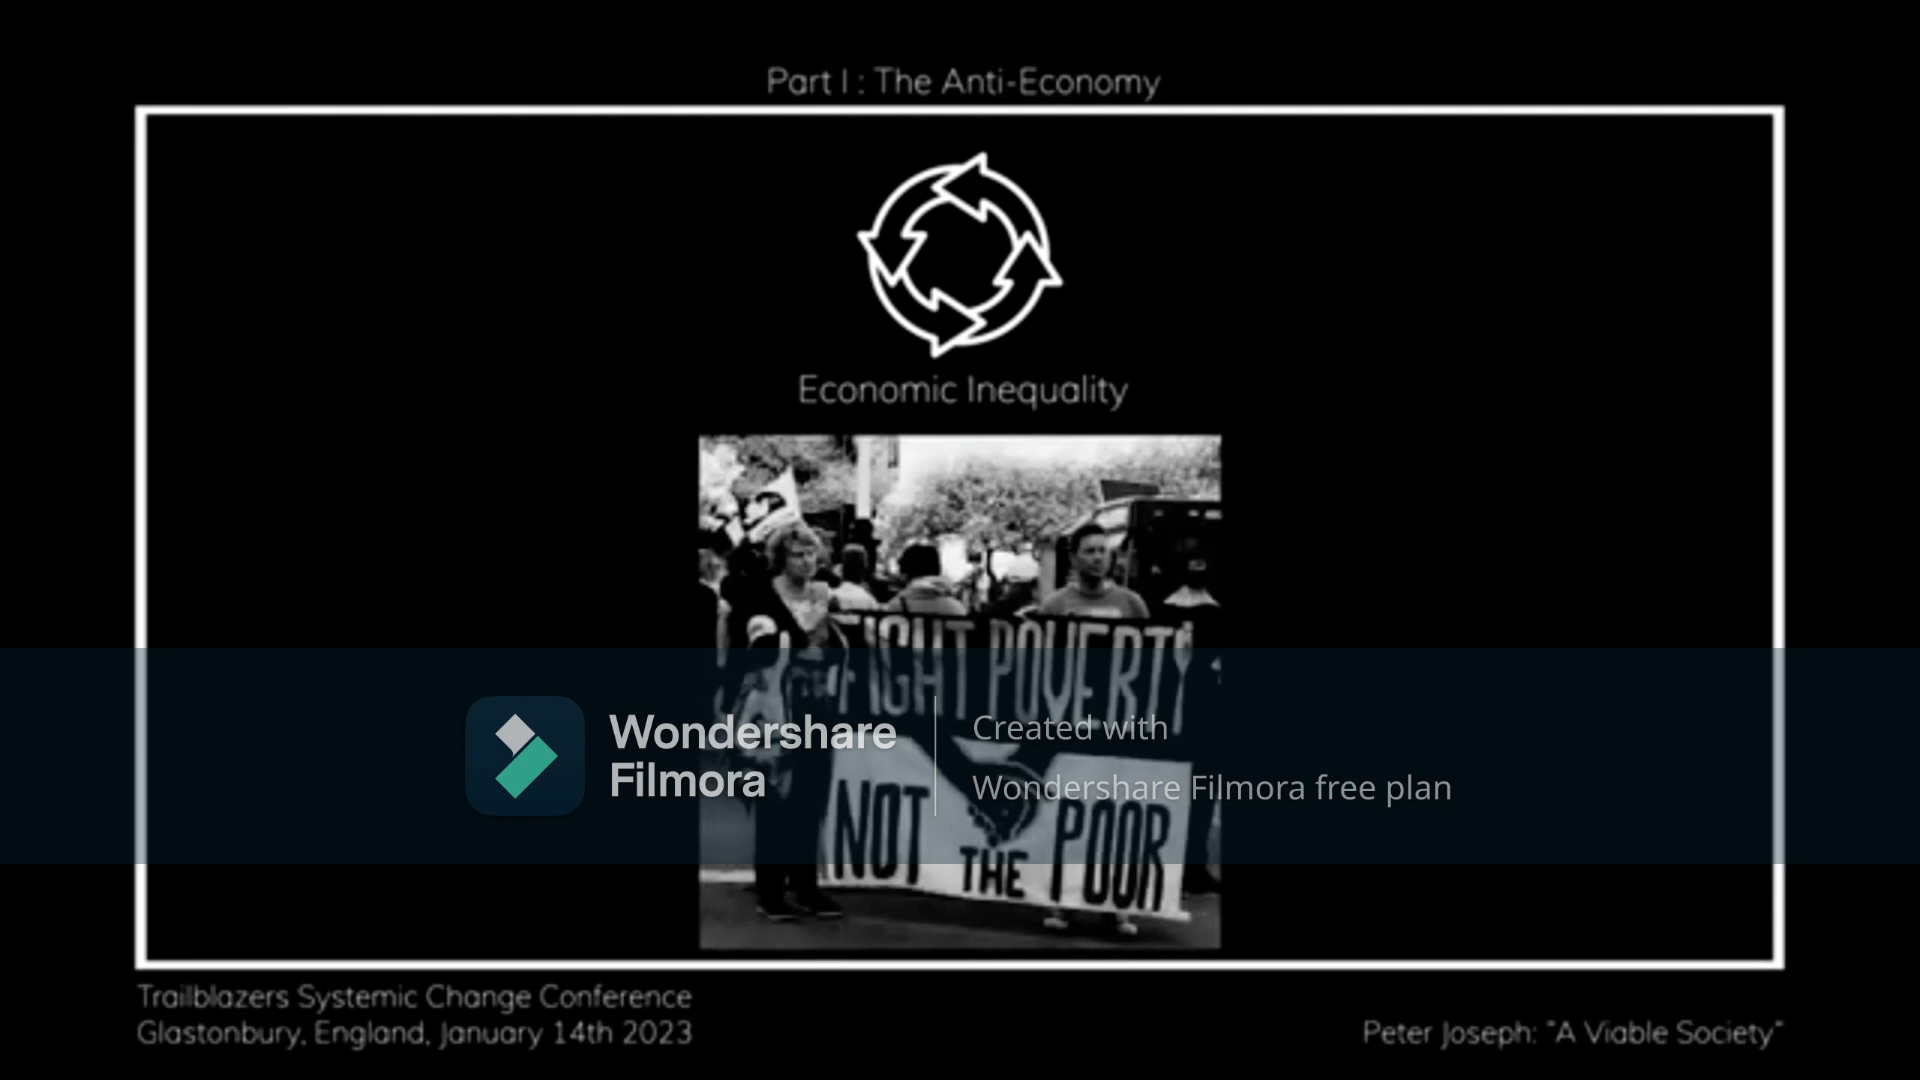 Part I : The Anti-Economy
Economic Inequality
FIGHT POVERTY
NOT THE POOR
Wondershare
Filmora
Created with
Wondershare Filmora free plan
Trailblazers Systemic Change Conference
Glastonbury, England, January 14th 2023
Peter Joseph: "A Viable Society"